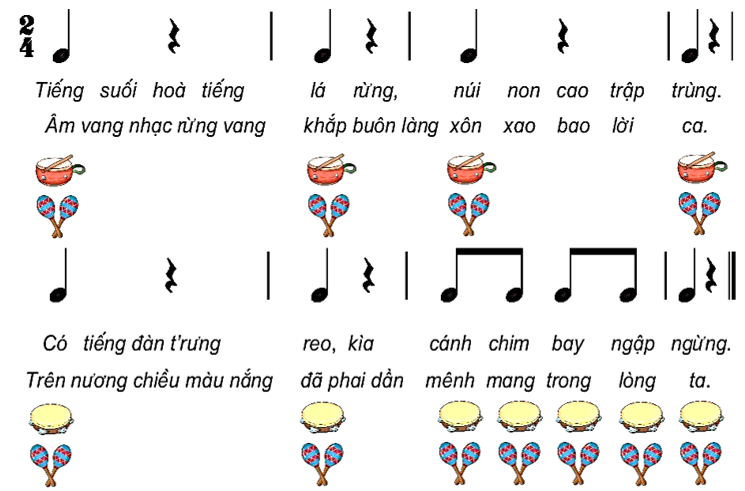 2
4
Tiếng suối hoà tiếng lá rừng, núi non cao trập trùng.
Âm vang nhạc rừng vang khắp buôn làng xôn xao bao lời ca.
Có tiếng đàn t'rưng reo, kìa cánh chim bay ngập ngừng.
Trên nương chiều màu nắng đã phai dần mênh mang trong lòng ta.